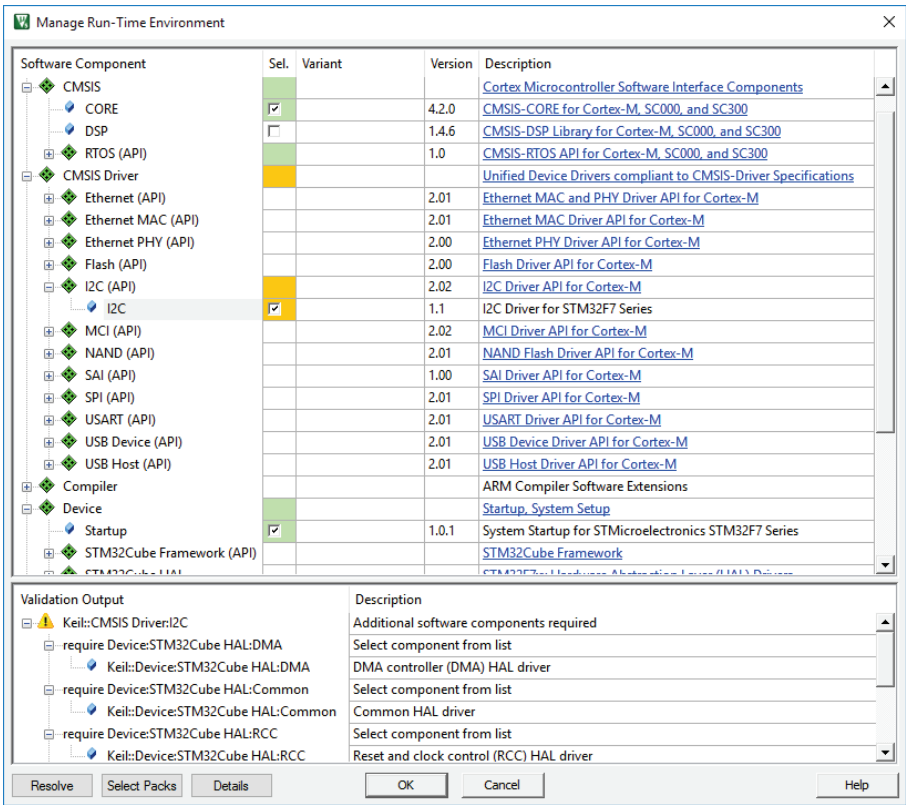 Manage Run-Time Environment
Software Component Sel. Variant Version Description
CMSIS Cortex Microcontroller Software Interface Components
CORE 4.2.0 CMSIS-CORE for Cortex-M, SC000, and SC300
DSP 1.4.6 CMSIS-DSP Library for Cortex-M, SC000, and SC300
RTOS (API) 1.0 CMSIS-RTOS API for Cortex-M, SC000, and SC300
CMSIS Driver Unified Device Drivers compliant to CMSIS-Driver Specifications
Ethernet (API) 2.01 Ethernet MAC and PHY Driver API for Cortex-M
Ethernet MAC (API) 2.01 Ethernet MAC Driver API for Cortex-M
Ethernet PHY (API) 2.00 Ethernet PHY Driver API for Cortex-M
Flash (API) 2.00 Flash Driver API for Cortex-M
I2C (API) 2.02 I2C Driver API for Cortex-M
I2C 1.1 I2C Driver for STM32F7 Series
MCI (API) 2.02 MCI Driver API for Cortex-M
NAND (API) 2.01 NAND Flash Driver API for Cortex-M
SAI (API) 1.00 SAI Driver API for Cortex-M
SPI (API) 2.01 SPI Driver API for Cortex-M
USART (API) 2.01 USART Driver API for Cortex-M
USB Device (API) 2.01 USB Device Driver API for Cortex-M
USB Host (API) 2.01 USB Host Driver API for Cortex-M
Compiler ARM Compiler Software Extensions
Device Startup, System Setup
Startup 1.0.1 System Startup for STMicroelectronics STM32F7 Series
STM32Cube Framework (API) STM32Cube Framework
STM32Cube HAL STM32F7xx Hardware Abstraction Layer (HAL) Drivers
Validation Output Description
Keil::CMSIS Driver:I2C Additional software components required
require Device:STM32Cube HAL:DMA Select component from list
Keil::Device:STM32Cube HAL:DMA DMA controller (DMA) HAL driver
require Device:STM32Cube HAL:Common Select component from list
Keil::Device:STM32Cube HAL:Common Common HAL driver
require Device:STM32Cube HAL:RCC Select component from list
Keil::Device:STM32Cube HAL:RCC Reset and clock control (RCC) HAL driver
Resolve Select Packs Details OK Cancel Help